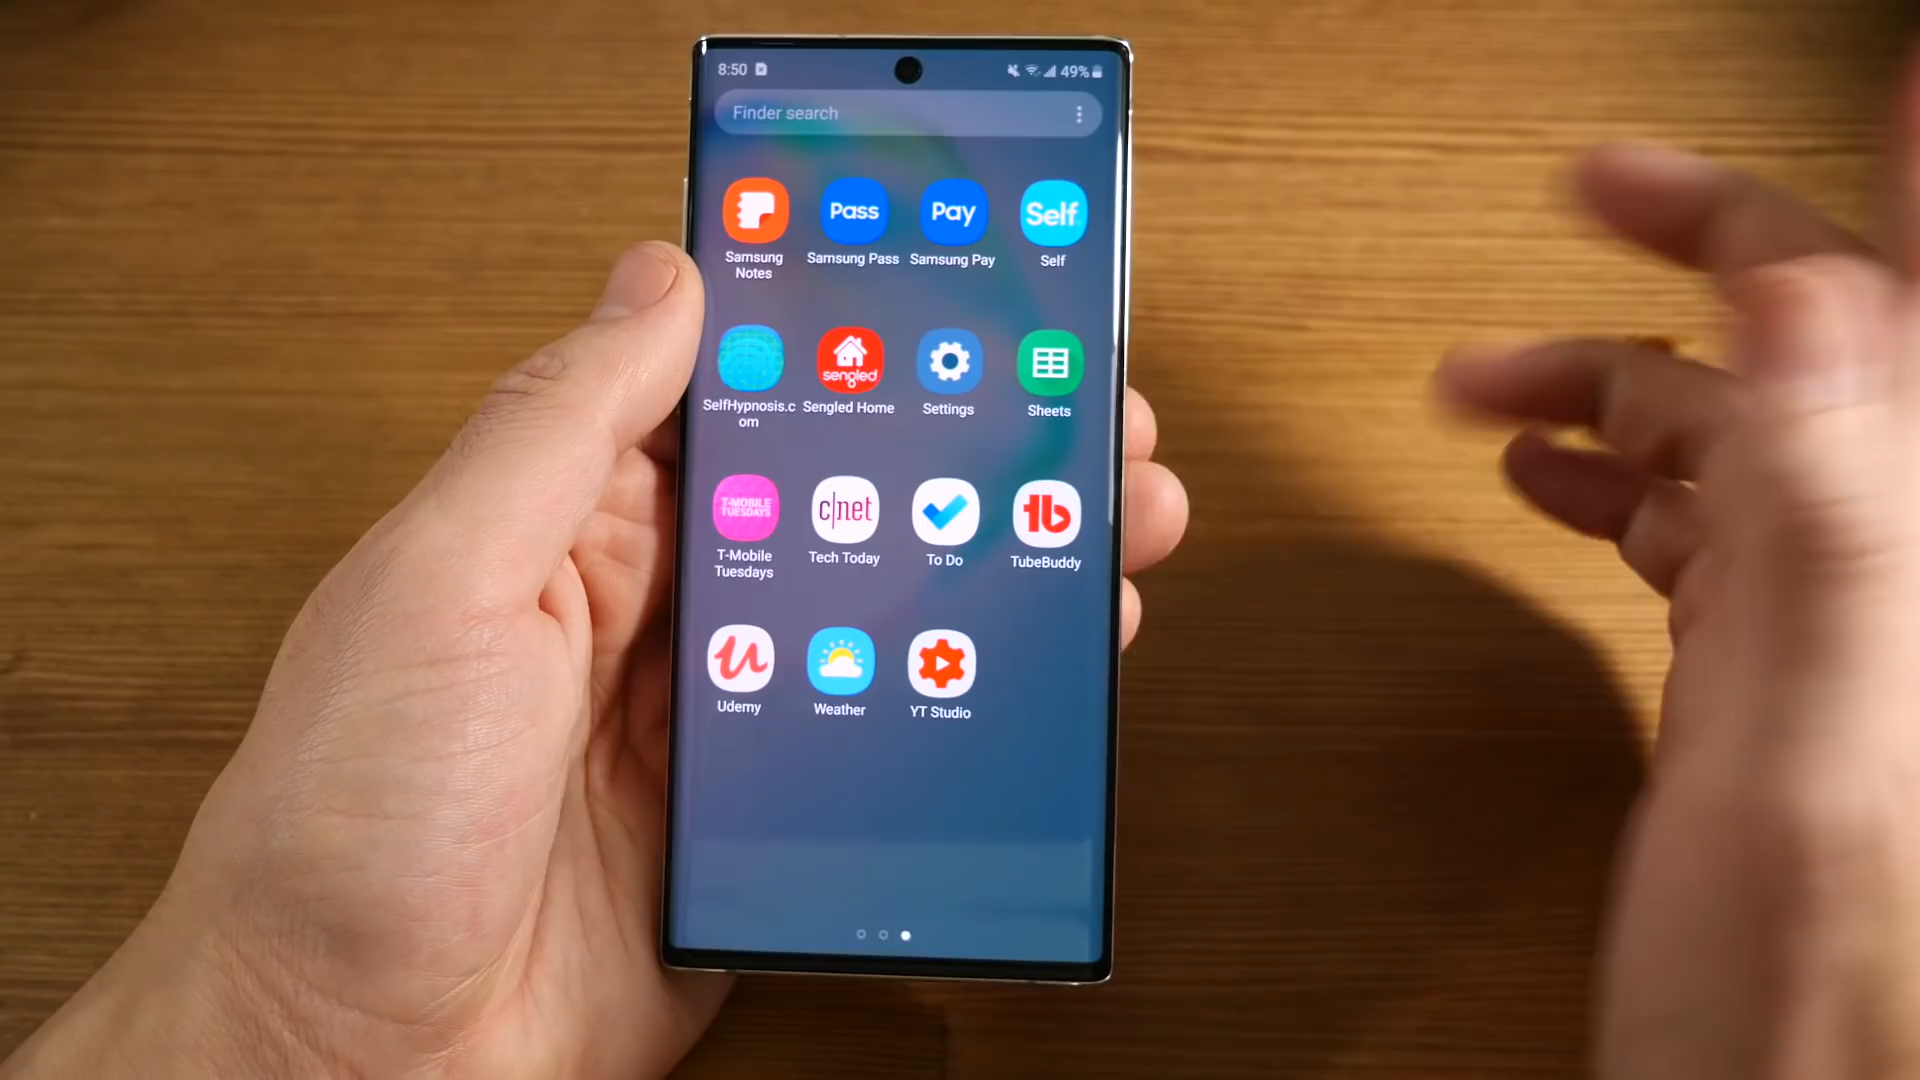 8:50
49%
Finder search
Pass
Pay
Self
Samsung
Notes
Samsung Pass
Samsung Pay
Self
sengled
SelfHypnosis.c
om
Sengled Home
Settings
Sheets
T-MOBILE
TUESDAYS
c|net
tb
T-Mobile
Tuesdays
Tech Today
To Do
TubeBuddy
u
Udemy
Weather
YT Studio